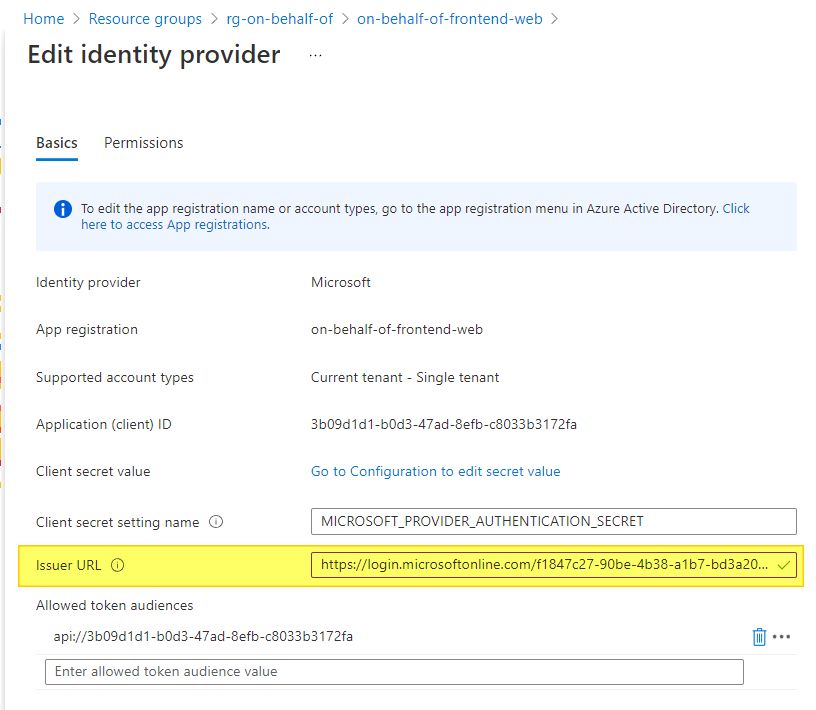 Home > Resource groups > rg-on-behalf-of > on-behalf-of-frontend-web >
Edit identity provider ...
Basics Permissions
To edit the app registration name or account types, go to the app registration menu in Azure Active Directory. Click
here to access App registrations.
Identity provider Microsoft
App registration on-behalf-of-frontend-web
Supported account types Current tenant - Single tenant
Application (client) ID 3b09d1d1-b0d3-47ad-8efb-c8033b3172fa
Client secret value Go to Configuration to edit secret value
Client secret setting name MICROSOFT_PROVIDER_AUTHENTICATION_SECRET
Issuer URL https://login.microsoftonline.com/f1847c27-90be-4b38-a1b7-bd3a20...
Allowed token audiences
api://3b09d1d1-b0d3-47ad-8efb-c8033b3172fa
Enter allowed token audience value